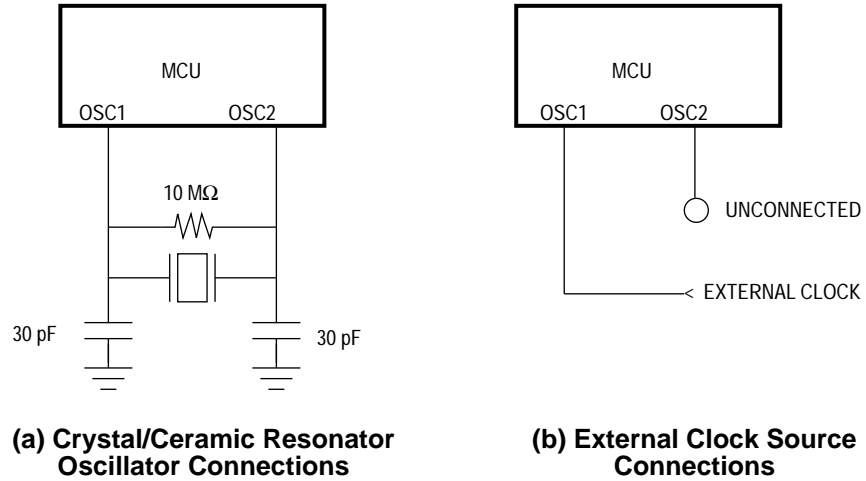 MCU
OSC1 OSC2
10 MΩ
30 pF 30 pF
(a) Crystal/Ceramic Resonator
Oscillator Connections
MCU
OSC1 OSC2
UNCONNECTED
< EXTERNAL CLOCK
(b) External Clock Source
Connections